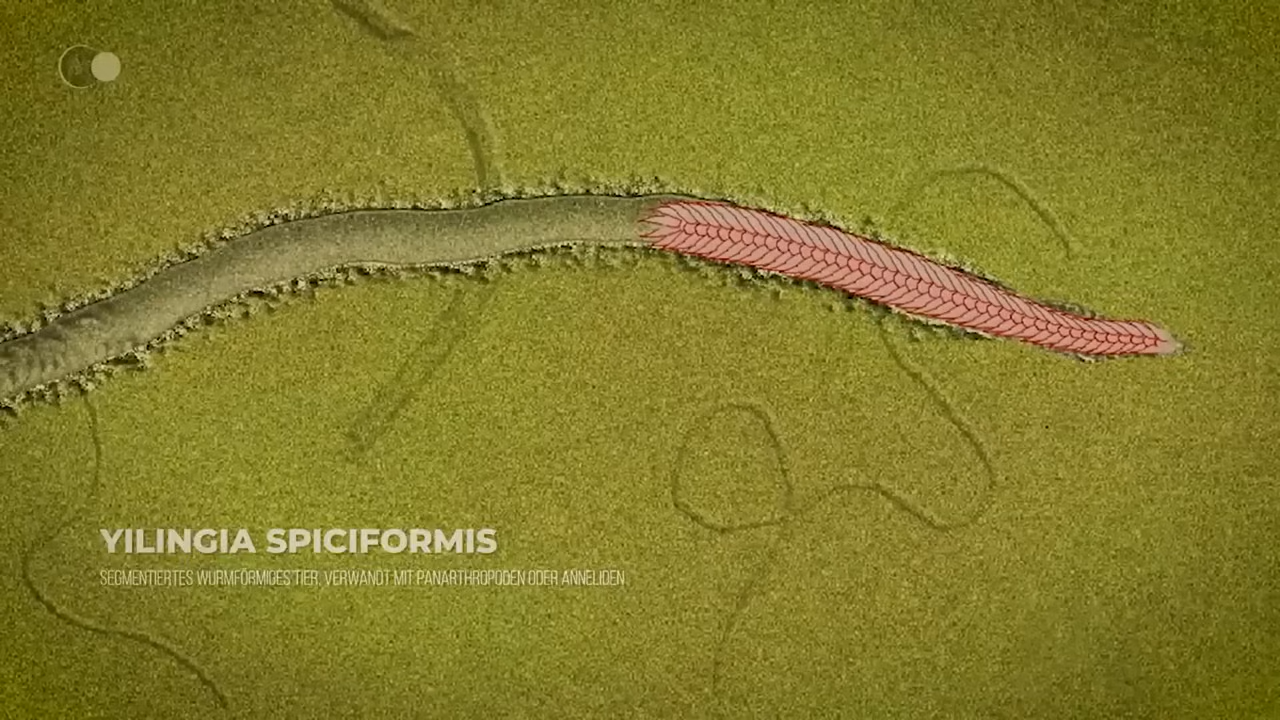 YILINGIA SPICIFORMIS
SEGMENTIERTES WURMFÖRMIGES TIER, VERWANDT MIT PANARTHROPODEN ODER ANNELIDEN